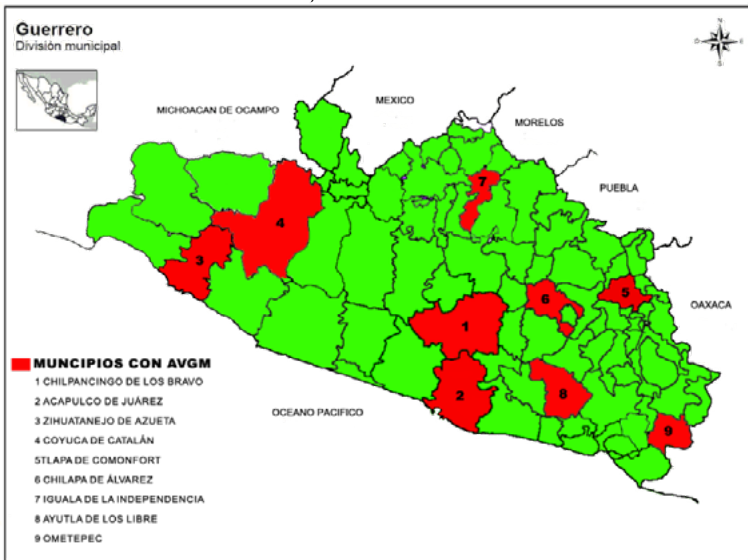 Guerrero
División municipal
N
O
E
S
MICHOACAN DE OCAMPO
MEXICO
MORELOS
PUEBLA
OAXACA
OCEANO PACIFICO
7
4
3
6
5
1
2
8
9
MUNCIPIOS CON AVGM
1 CHILPANCINGO DE LOS BRAVO
2 ACAPULCO DE JUÁREZ
3 ZIHUATANEJO DE AZUETA
4 COYUCA DE CATALÁN
5TLAPA DE COMONFORT
6 CHILAPA DE ÁLVAREZ
7 IGUALA DE LA INDEPENDENCIA
8 AYUTLA DE LOS LIBRE
9 OMETEPEC